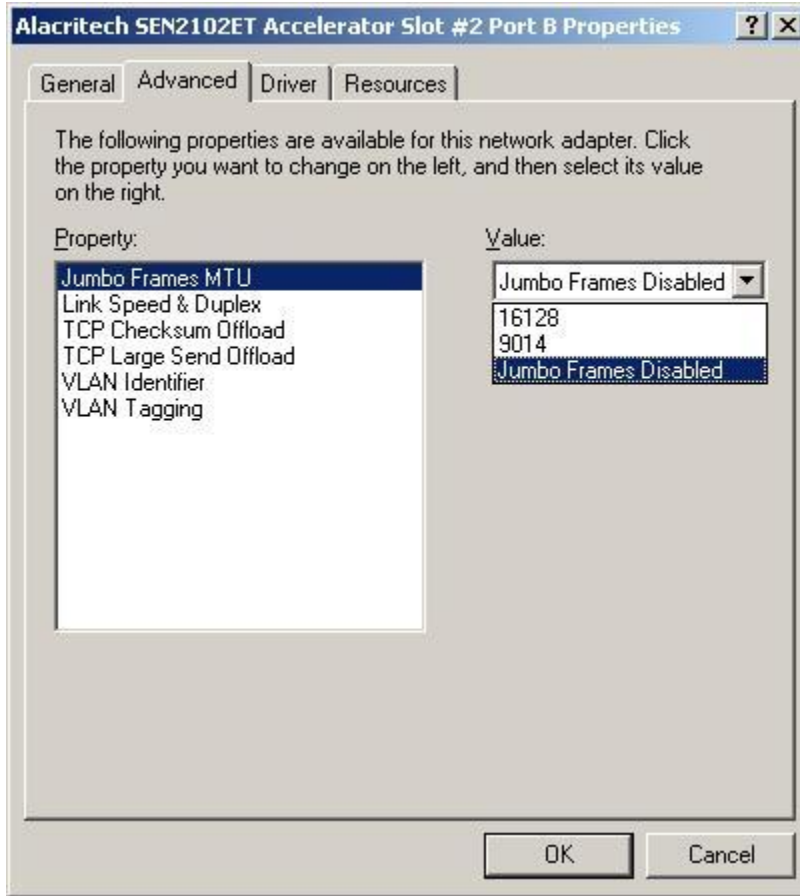 Alacritech SEN2102ET Accelerator Slot #2 Port B Properties
General Advanced Driver Resources
The following properties are available for this network adapter. Click
the property you want to change on the left, and then select its value
on the right.
Property:
Jumbo Frames MTU
Link Speed & Duplex
TCP Checksum Offload
TCP Large Send Offload
VLAN Identifier
VLAN Tagging
Value:
Jumbo Frames Disabled
16128
9014
Jumbo Frames Disabled
OK Cancel